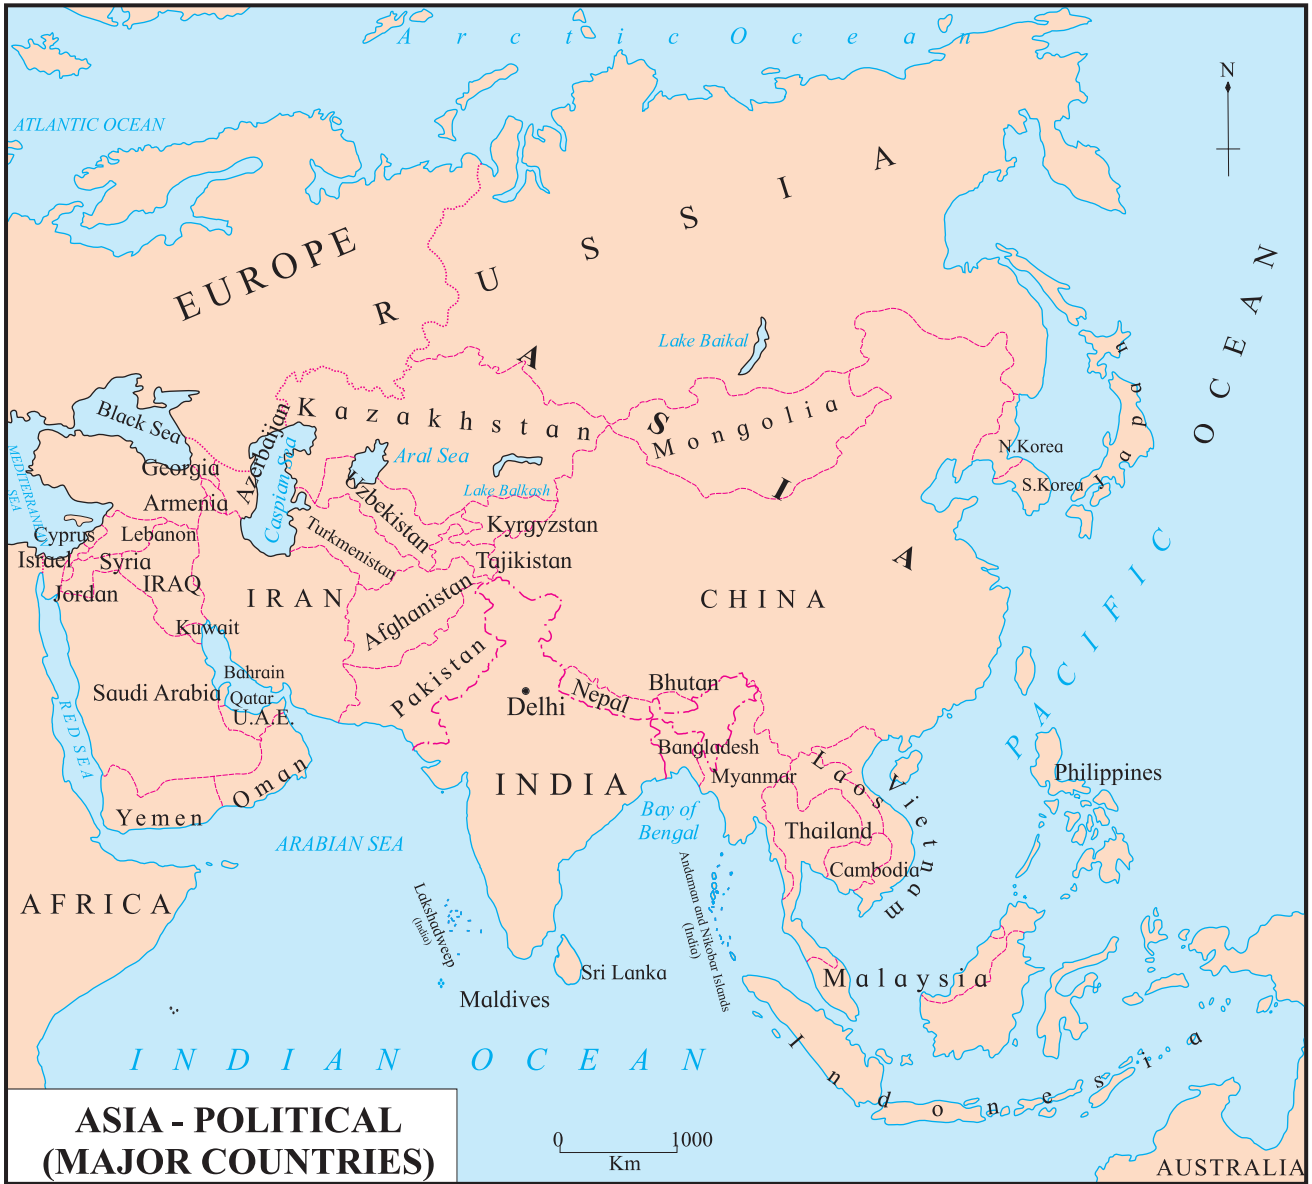 Arctic Ocean
N
ATLANTIC OCEAN
EUROPE
RUSSIA
ASIA
PACIFIC OCEAN
Lake Baikal
Japan
Black Sea
Kazakhstan
Mongolia
MEDITERANEAN
SEA
Georgia
Azerbaijan
Caspian Sea
Aral Sea
Lake Balkash
N.Korea
S.Korea
Armenia
Uzbekistan
Kyrgyzstan
Cyprus
Lebanon
Turkmenistan
Tajikistan
Israel
Syria
IRAQ
Jordan
IRAN
Afghanistan
CHINA
Kuwait
Pakistan
Bahrain
Saudi Arabia
Qatar
U.A.E.
Delhi
Nepal
Bhutan
RED SEA
Bangladesh
Myanmar
Laos
Vietnam
Philippines
INDIA
Oman
Yemen
Bay of
Bengal
Thailand
ARABIAN SEA
Cambodia
AFRICA
Lakshadweep
(India)
Andaman and Nikobar Islands
(India)
Sri Lanka
Malaysia
Maldives
INDIAN OCEAN
Indonesia
ASIA - POLITICAL
(MAJOR COUNTRIES)
0 1000
Km
AUSTRALIA